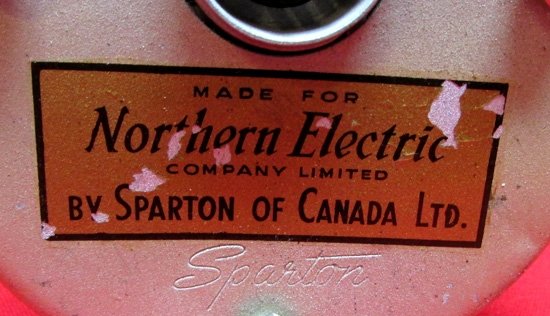 MADE FOR
Northern Electric
COMPANY LIMITED
BY SPARTON OF CANADA LTD.
Sparton